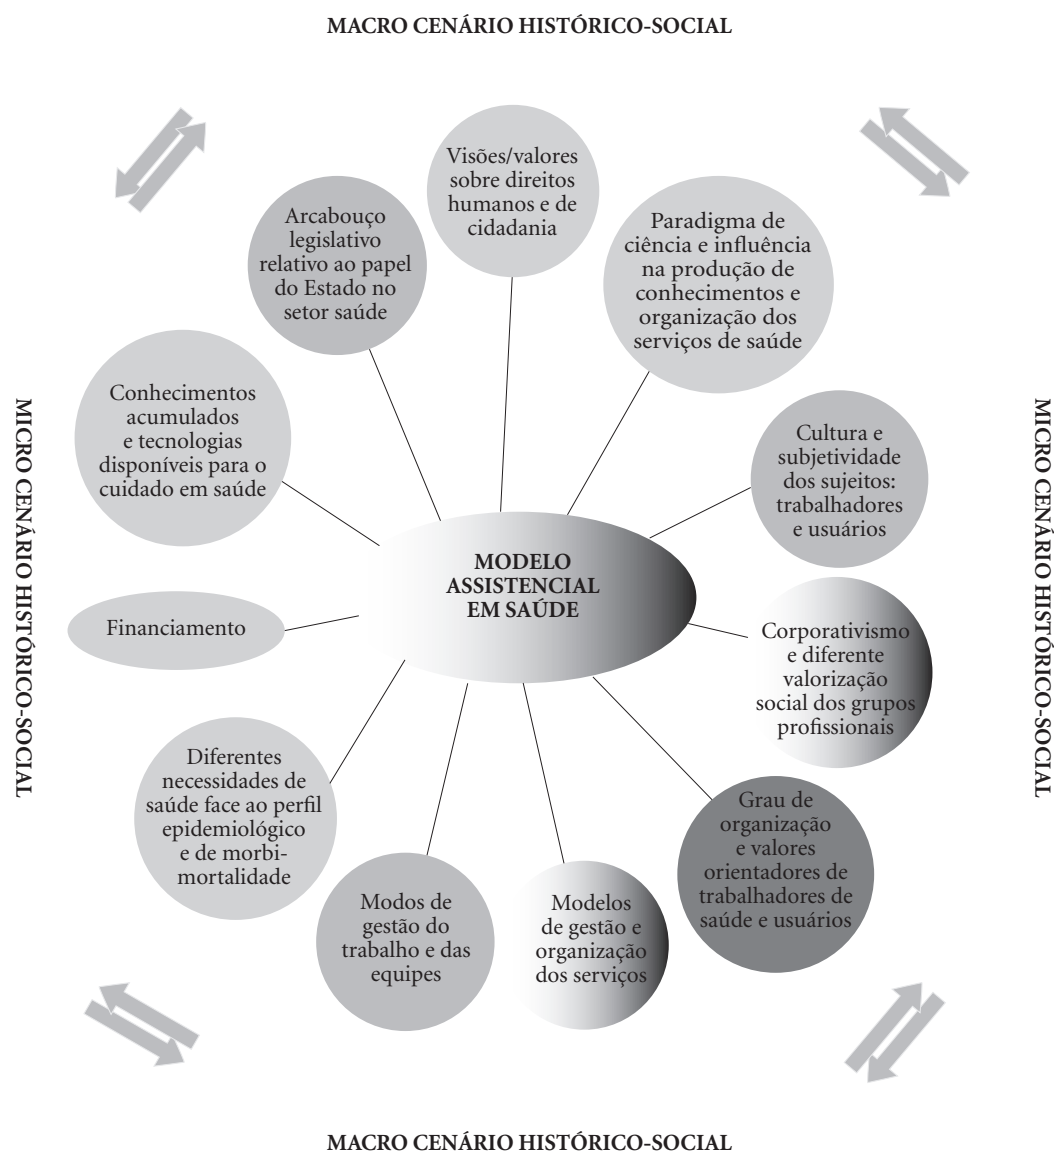 MACRO CENÁRIO HISTÓRICO-SOCIAL
Visões/valores
sobre direitos
humanos e de
cidadania
Arcabouço
legislativo
relativo ao papel
do Estado no
setor saúde
Paradigma de
ciência e influência
na produção de
conhecimentos e
organização dos
serviços de saúde
Conhecimentos
acumulados
e tecnologias
disponíveis para o
cuidado em saúde
Cultura e
subjetividade
dos sujeitos:
trabalhadores
e usuários
MICRO CENÁRIO HISTÓRICO-SOCIAL
MICRO CENÁRIO HISTÓRICO-SOCIAL
MODELO
ASSISTENCIAL
EM SAÚDE
Financiamento
Corporativismo
e diferente
valorização
social dos grupos
profissionais
Diferentes
necessidades de
saúde face ao perfil
epidemiológico
e de morbi-
mortalidade
Grau de
organização
e valores
orientadores de
trabalhadores de
saúde e usuários
Modos de
gestão do
trabalho e das
equipes
Modelos
de gestão e
organização
dos serviços
MACRO CENÁRIO HISTÓRICO-SOCIAL